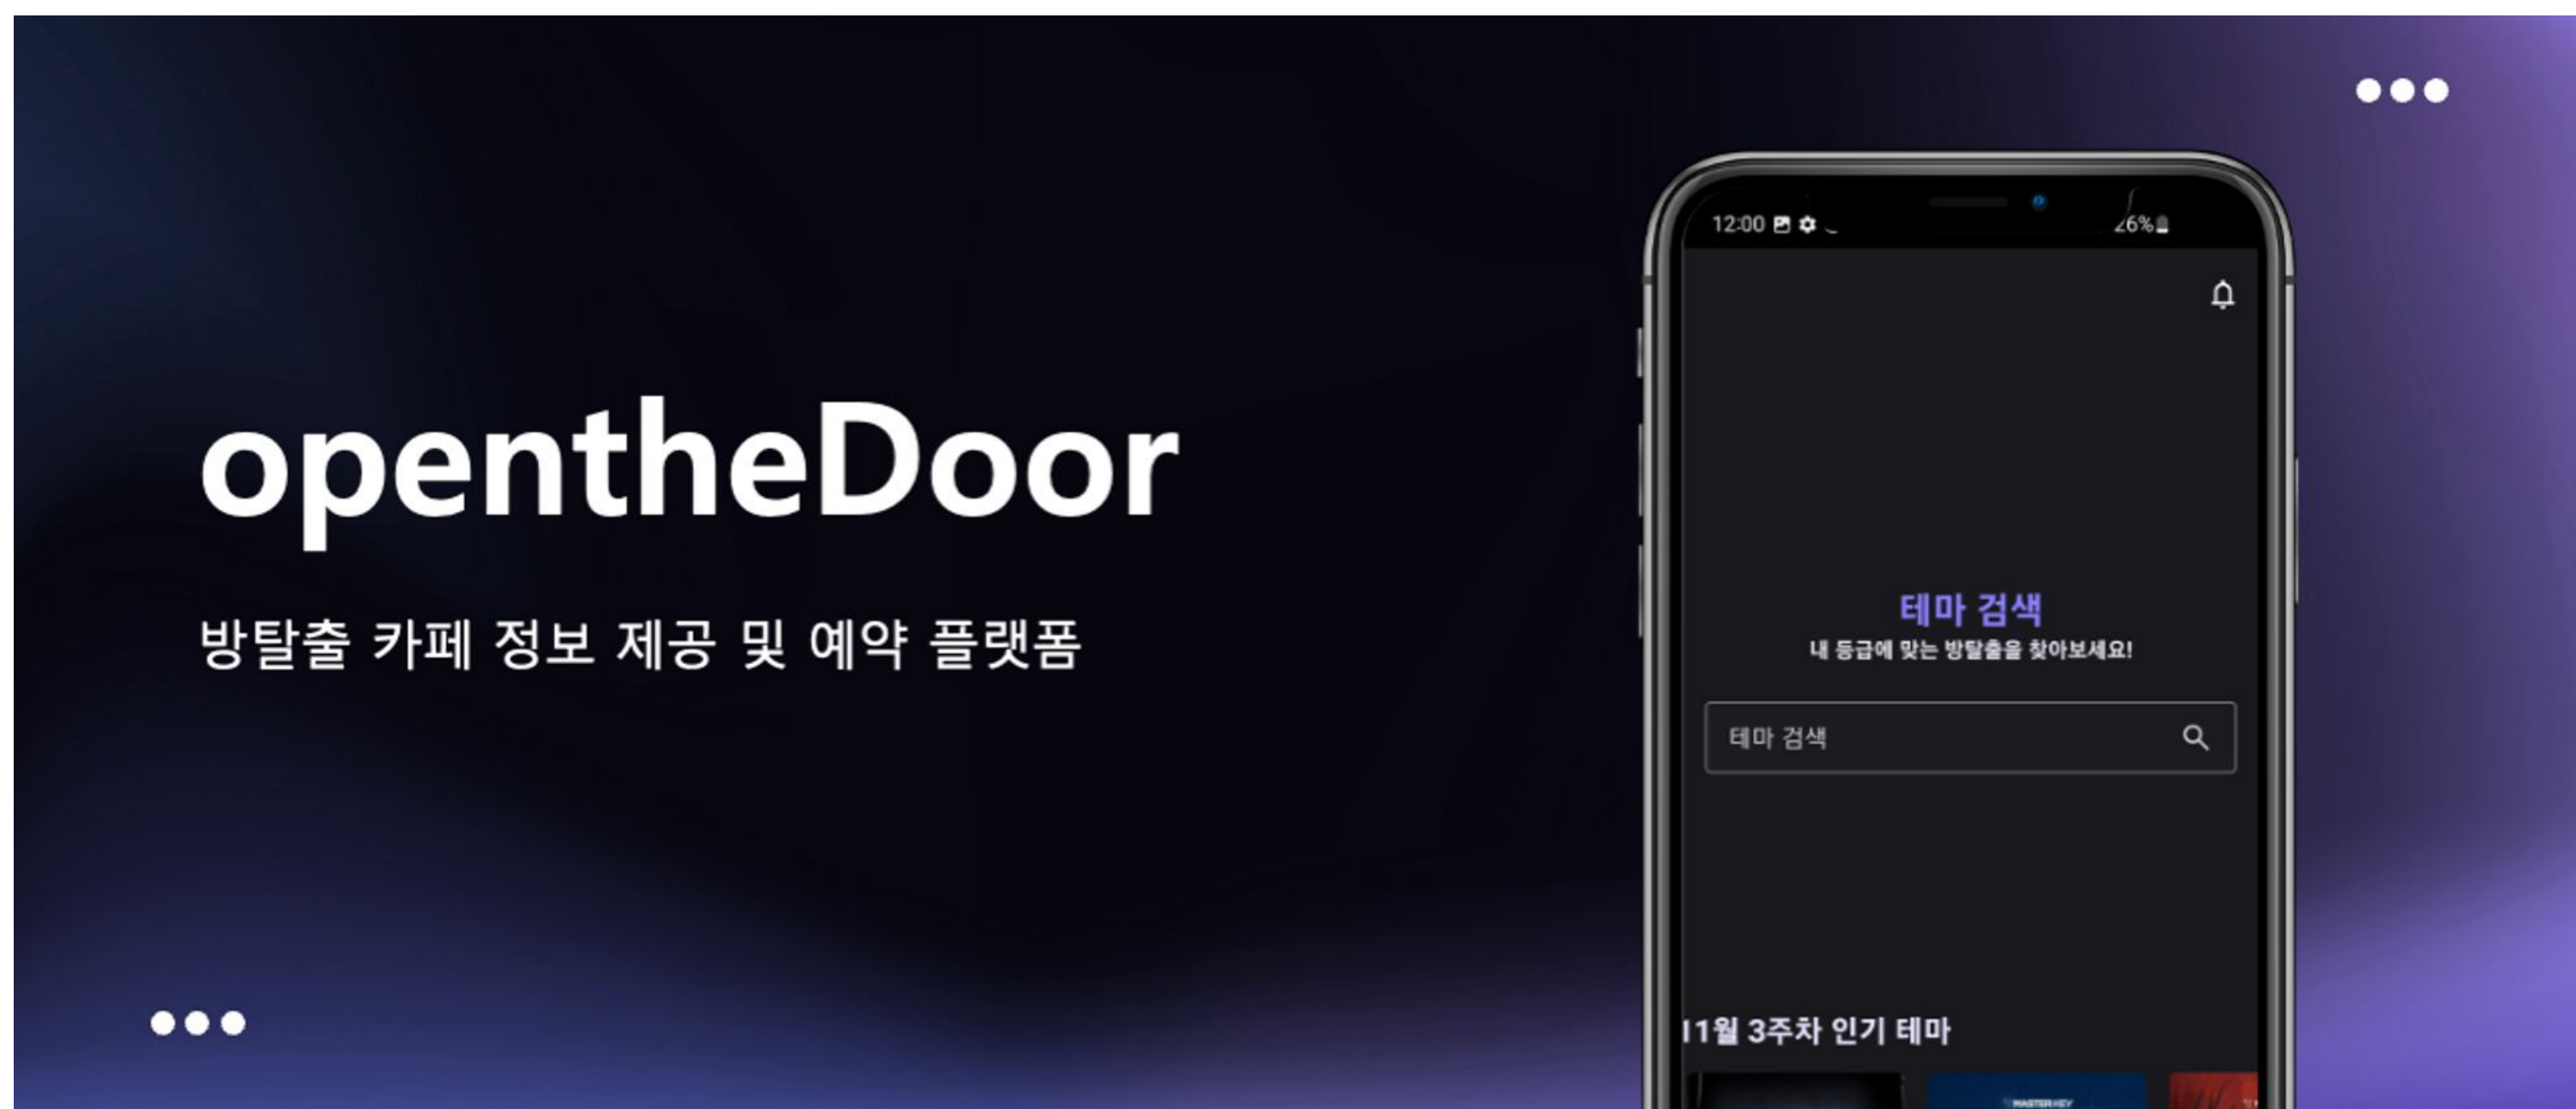 opentheDoor
방탈출 카페 정보 제공 및 예약 플랫폼
12:00
26%
테마 검색
내 등급에 맞는 방탈출을 찾아보세요!
테마 검색
11월 3주차 인기 테마
MASTER KEY